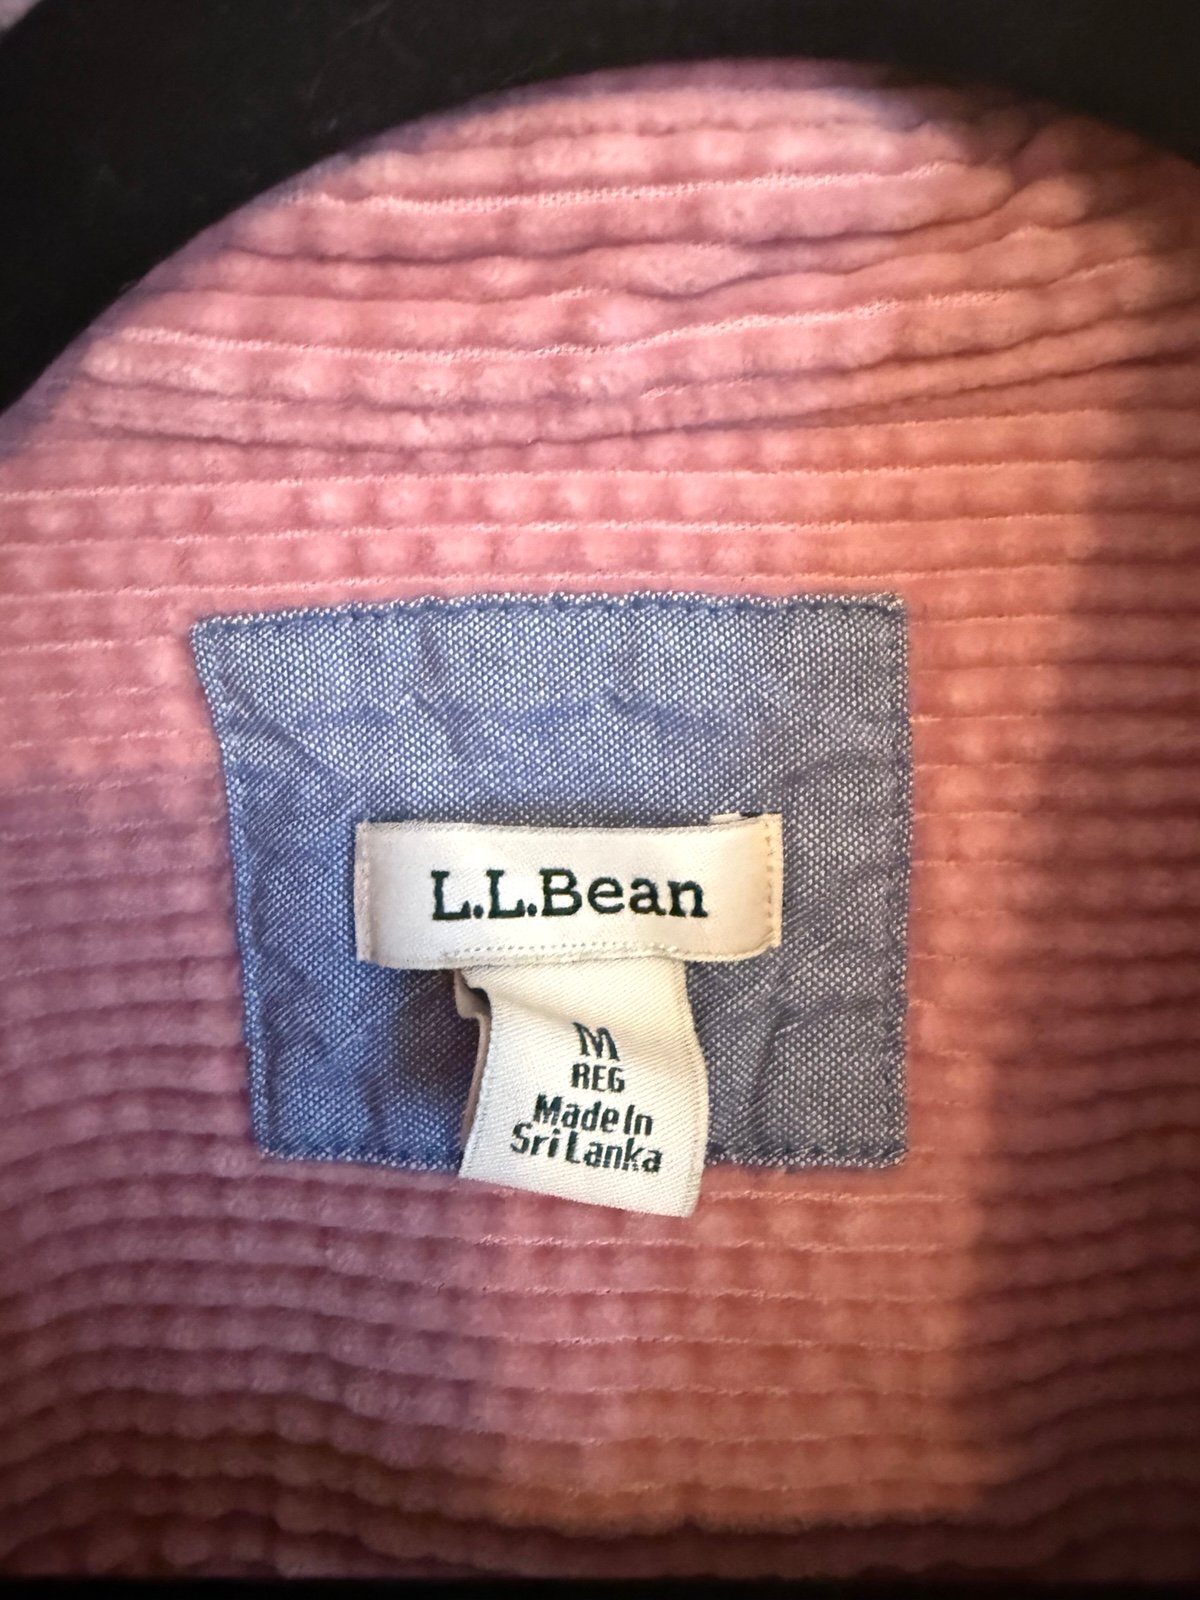 L.L.Bean
M
REG
Made In
Sri Lanka